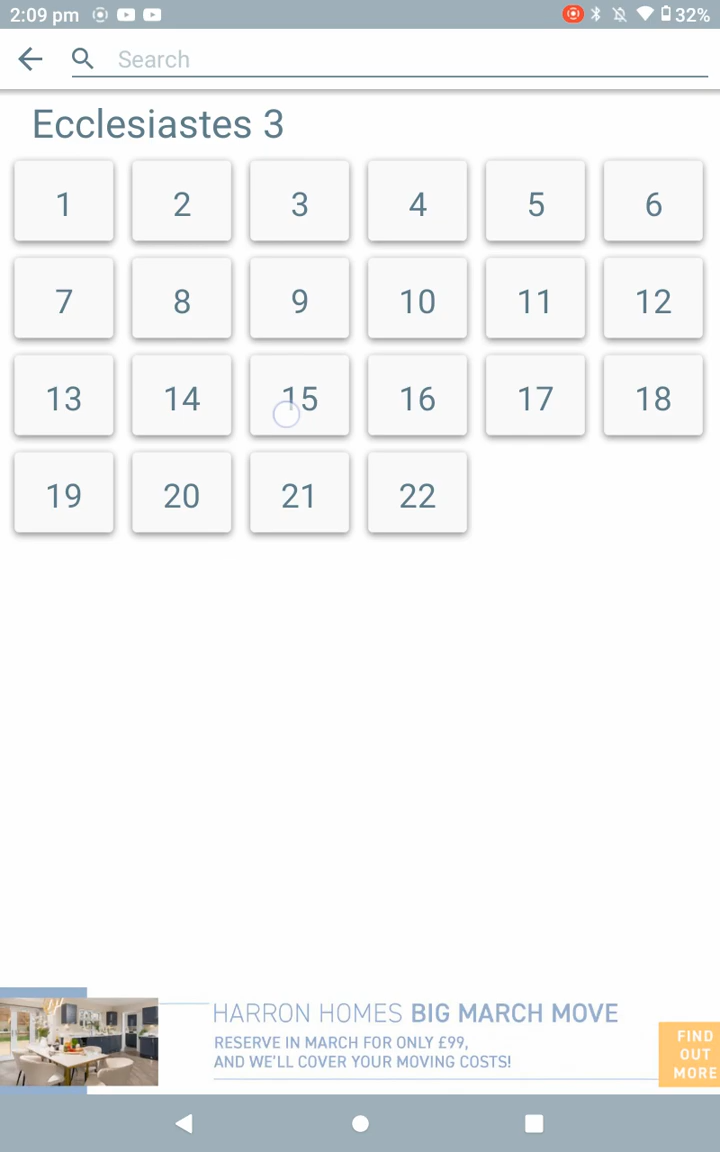 2:09 pm 32%
Search
Ecclesiastes 3
1 2 3 4 5 6
7 8 9 10 11 12
13 14 15 16 17 18
19 20 21 22
HARRON HOMES BIG MARCH MOVE
RESERVE IN MARCH FOR ONLY £99,
AND WE'LL COVER YOUR MOVING COSTS!
FIND
OUT
MORE